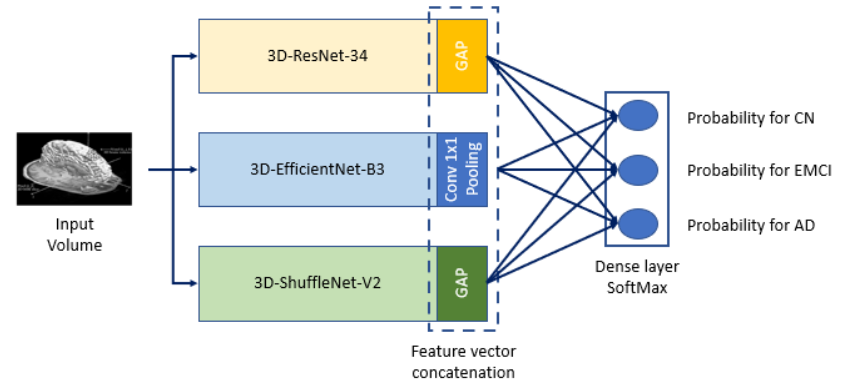 3D-ResNet-34
GAP
3D-EfficientNet-B3
Conv 1x1
Pooling
3D-ShuffleNet-V2
GAP
Input
Volume
Feature vector
concatenation
Probability for CN
Probability for EMCI
Probability for AD
Dense layer
SoftMax